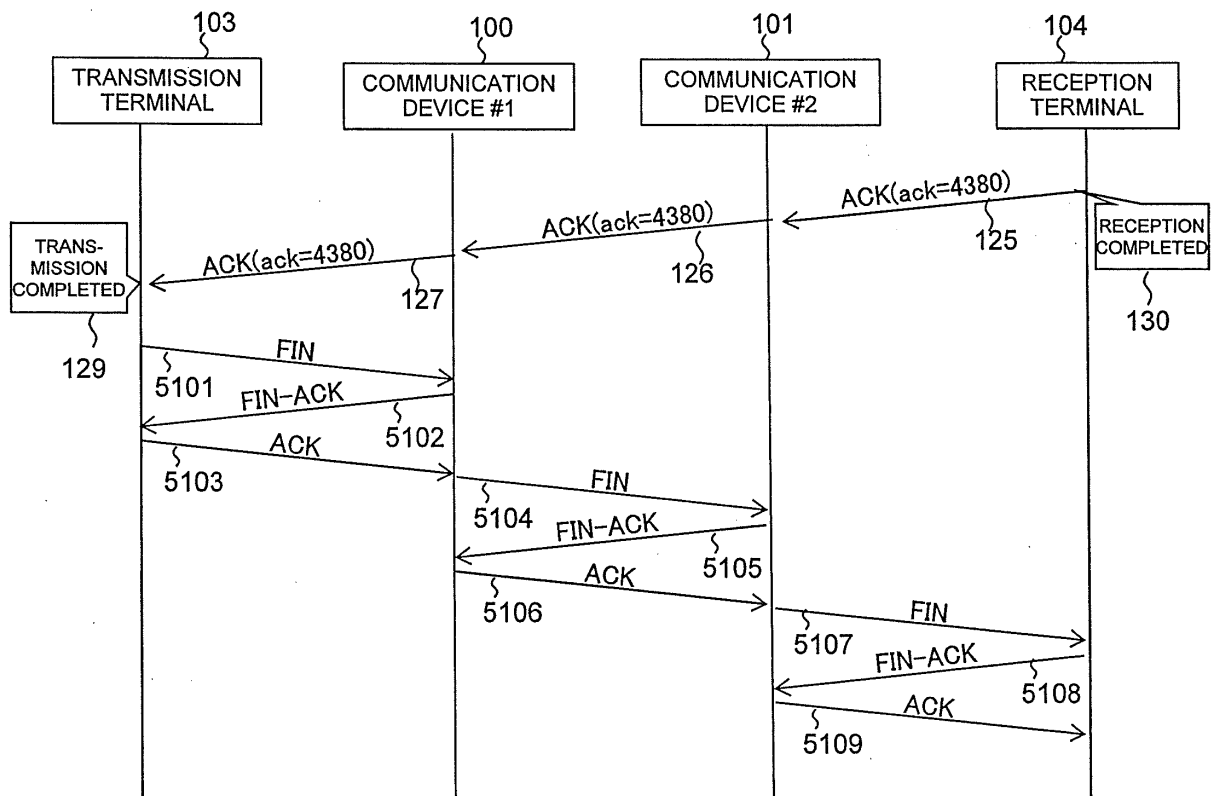 103
100
101
104
TRANSMISSION
TERMINAL
COMMUNICATION
DEVICE #1
COMMUNICATION
DEVICE #2
RECEPTION
TERMINAL
ACK(ack=4380)
125
RECEPTION
COMPLETED
130
ACK(ack=4380)
126
ACK(ack=4380)
127
TRANS-
MISSION
COMPLETED
129
FIN
5101
FIN-ACK
5102
ACK
5103
FIN
5104
FIN-ACK
5105
ACK
5106
FIN
5107
FIN-ACK
5108
ACK
5109